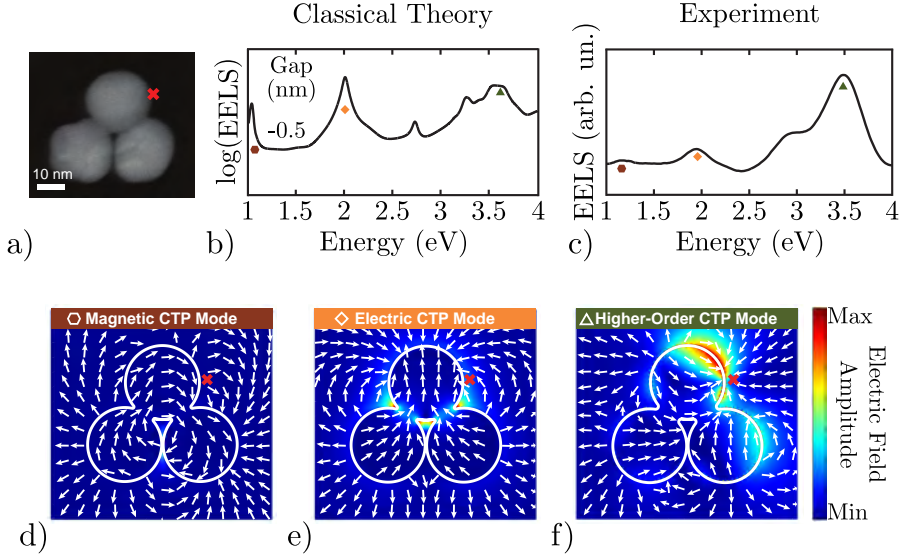 Classical Theory
Experiment
a)
10 nm
b)
log(EELS)
Gap
(nm)
-0.5
1 1.5 2 2.5 3 3.5 4
Energy (eV)
c)
EELS (arb. un.)
1 1.5 2 2.5 3 3.5 4
Energy (eV)
d)
Magnetic CTP Mode
e)
Electric CTP Mode
f)
Higher-Order CTP Mode
Max
Min
Electric Field
Amplitude